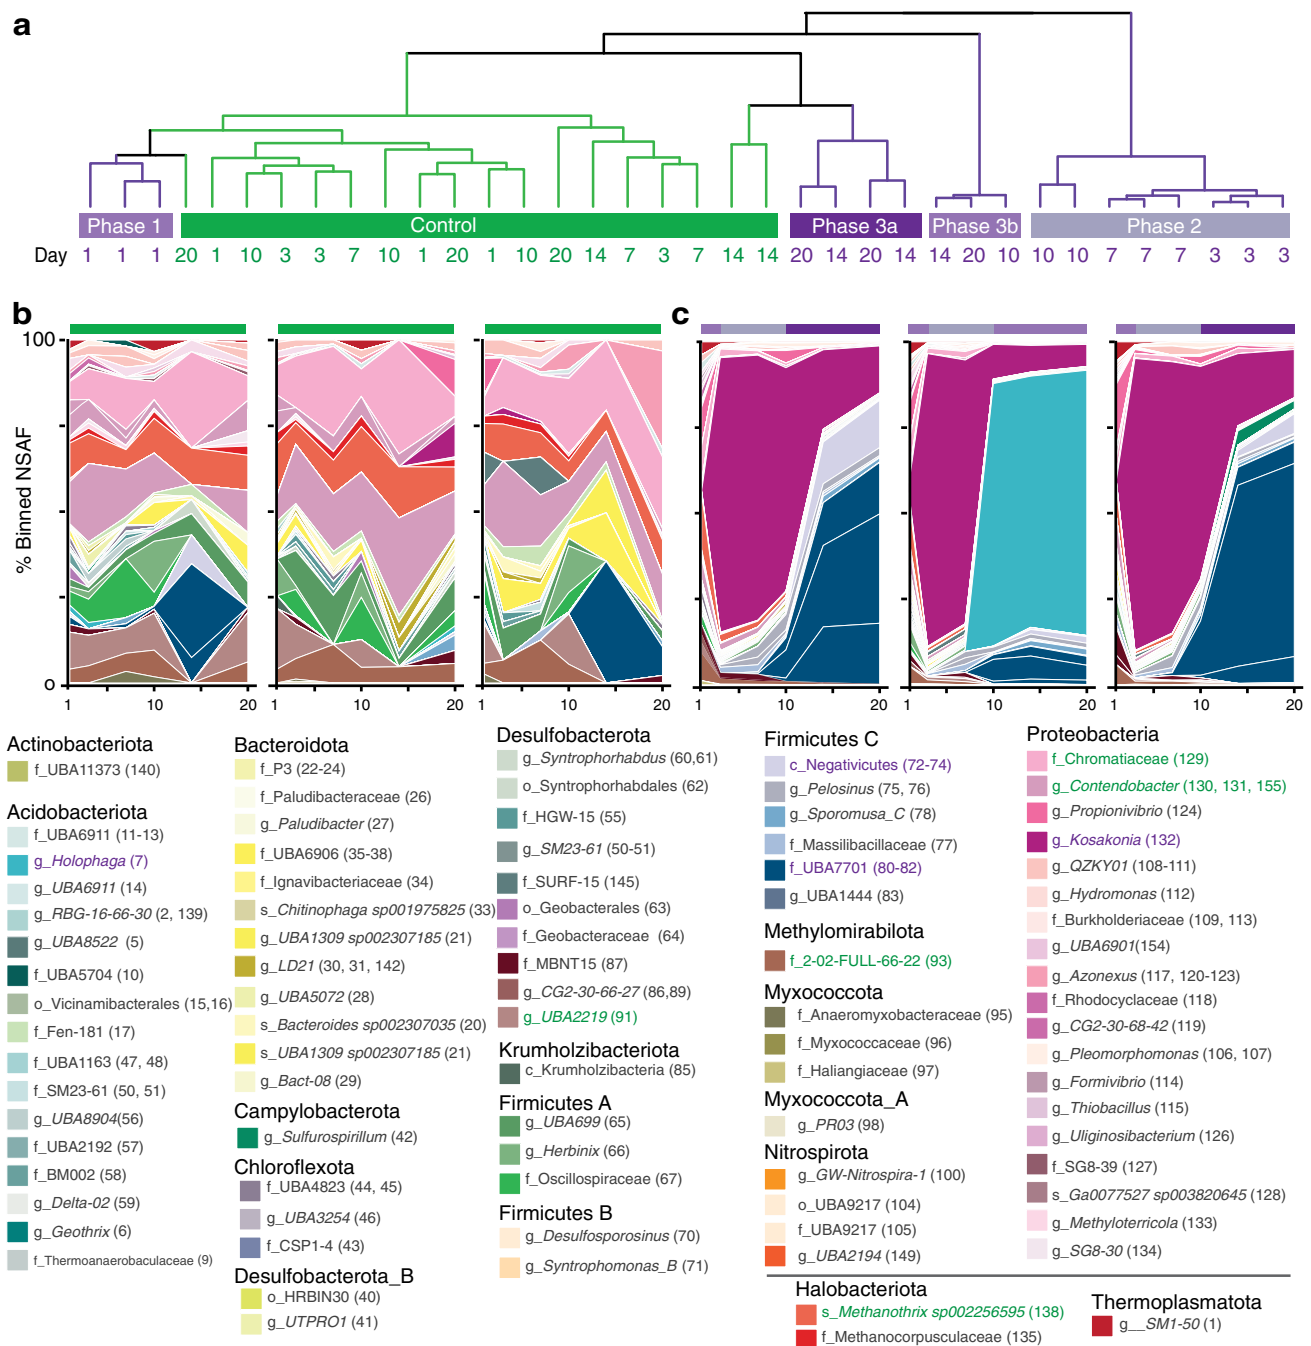 a
Phase 1
Control
Phase 3a
Phase 3b
Phase 2
Day 1 1 1 20 1 10 3 3 7 10 1 20 1 10 20 14 7 3 7 14 14 20 14 20 14 14 20 10 10 10 7 7 7 3 3 3
b
c
% Binned NSAF
100
0
1 10 20
1 10 20
1 10 20
1 10 20
1 10 20
1 10 20
Actinobacteriota
f_UBA11373 (140)
Acidobacteriota
f_UBA6911 (11-13)
g_Holophaga (7)
g_UBA6911 (14)
g_RBG-16-66-30 (2, 139)
g_UBA8522 (5)
f_UBA5704 (10)
o_Vicinamibacterales (15,16)
f_Fen-181 (17)
f_UBA1163 (47, 48)
f_SM23-61 (50, 51)
g_UBA8904(56)
f_UBA2192 (57)
f_BM002 (58)
g_Delta-02 (59)
g_Geothrix (6)
f_Thermoanaerobaculaceae (9)
Bacteroidota
f_P3 (22-24)
f_Paludibacteraceae (26)
g_Paludibacter (27)
f_UBA6906 (35-38)
f_Ignavibacteriaceae (34)
s_Chitinophaga sp001975825 (33)
g_UBA1309 sp002307185 (21)
g_LD21 (30, 31, 142)
g_UBA5072 (28)
s_Bacteroides sp002307035 (20)
s_UBA1309 sp002307185 (21)
g_Bact-08 (29)
Campylobacterota
g_Sulfurospirillum (42)
Chloroflexota
f_UBA4823 (44, 45)
g_UBA3254 (46)
f_CSP1-4 (43)
Desulfobacterota_B
o_HRBIN30 (40)
g_UTPRO1 (41)
Desulfobacterota
g_Syntrophorhabdus (60,61)
o_Syntrophorhabdales (62)
f_HGW-15 (55)
g_SM23-61 (50-51)
f_SURF-15 (145)
o_Geobacterales (63)
f_Geobacteraceae (64)
f_MBNT15 (87)
g_CG2-30-66-27 (86,89)
g_UBA2219 (91)
Krumholzibacteriota
c_Krumholzibacteria (85)
Firmicutes A
g_UBA699 (65)
g_Herbinix (66)
f_Oscillospiraceae (67)
Firmicutes B
g_Desulfosporosinus (70)
g_Syntrophomonas_B (71)
Firmicutes C
c_Negativicutes (72-74)
g_Pelosinus (75, 76)
g_Sporomusa_C (78)
f_Massilibacillaceae (77)
f_UBA7701 (80-82)
g_UBA1444 (83)
Methylomirabilota
f_2-02-FULL-66-22 (93)
Myxococcota
f_Anaeromyxobacteraceae (95)
f_Myxococcaceae (96)
f_Haliangiaceae (97)
Myxococcota_A
g_PR03 (98)
Nitrospirota
g_GW-Nitrospira-1 (100)
o_UBA9217 (104)
f_UBA9217 (105)
g_UBA2194 (149)
Proteobacteria
f_Chromatiaceae (129)
g_Contendobacter (130, 131, 155)
g_Propionivibrio (124)
g_Kosakonia (132)
g_QZKY01 (108-111)
g_Hydromonas (112)
f_Burkholderiaceae (109, 113)
g_UBA6901(154)
g_Azonexus (117, 120-123)
f_Rhodocyclaceae (118)
g_CG2-30-68-42 (119)
g_Pleomorphomonas (106, 107)
g_Formivibrio (114)
g_Thiobacillus (115)
g_Uliginosibacterium (126)
f_SG8-39 (127)
s_Ga0077527 sp003820645 (128)
g_Methyloterricola (133)
g_SG8-30 (134)
Halobacteriota
s_Methanothrix sp002256595 (138)
f_Methanocorpusculaceae (135)
Thermoplasmatota
g__SM1-50 (1)